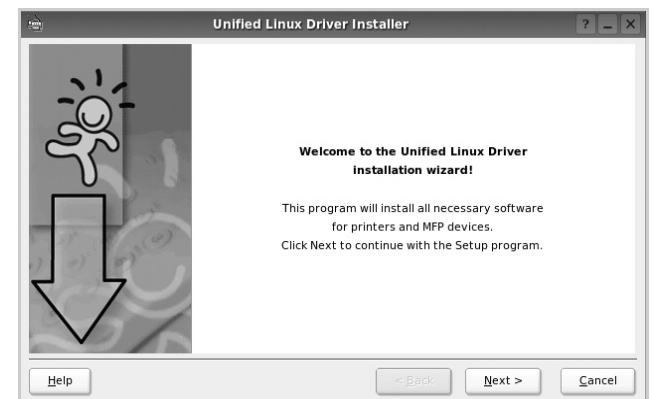 Unified Linux Driver Installer
? _ X
Welcome to the Unified Linux Driver
installation wizard!
This program will install all necessary software
for printers and MFP devices.
Click Next to continue with the Setup program.
Help
< Back
Next >
Cancel